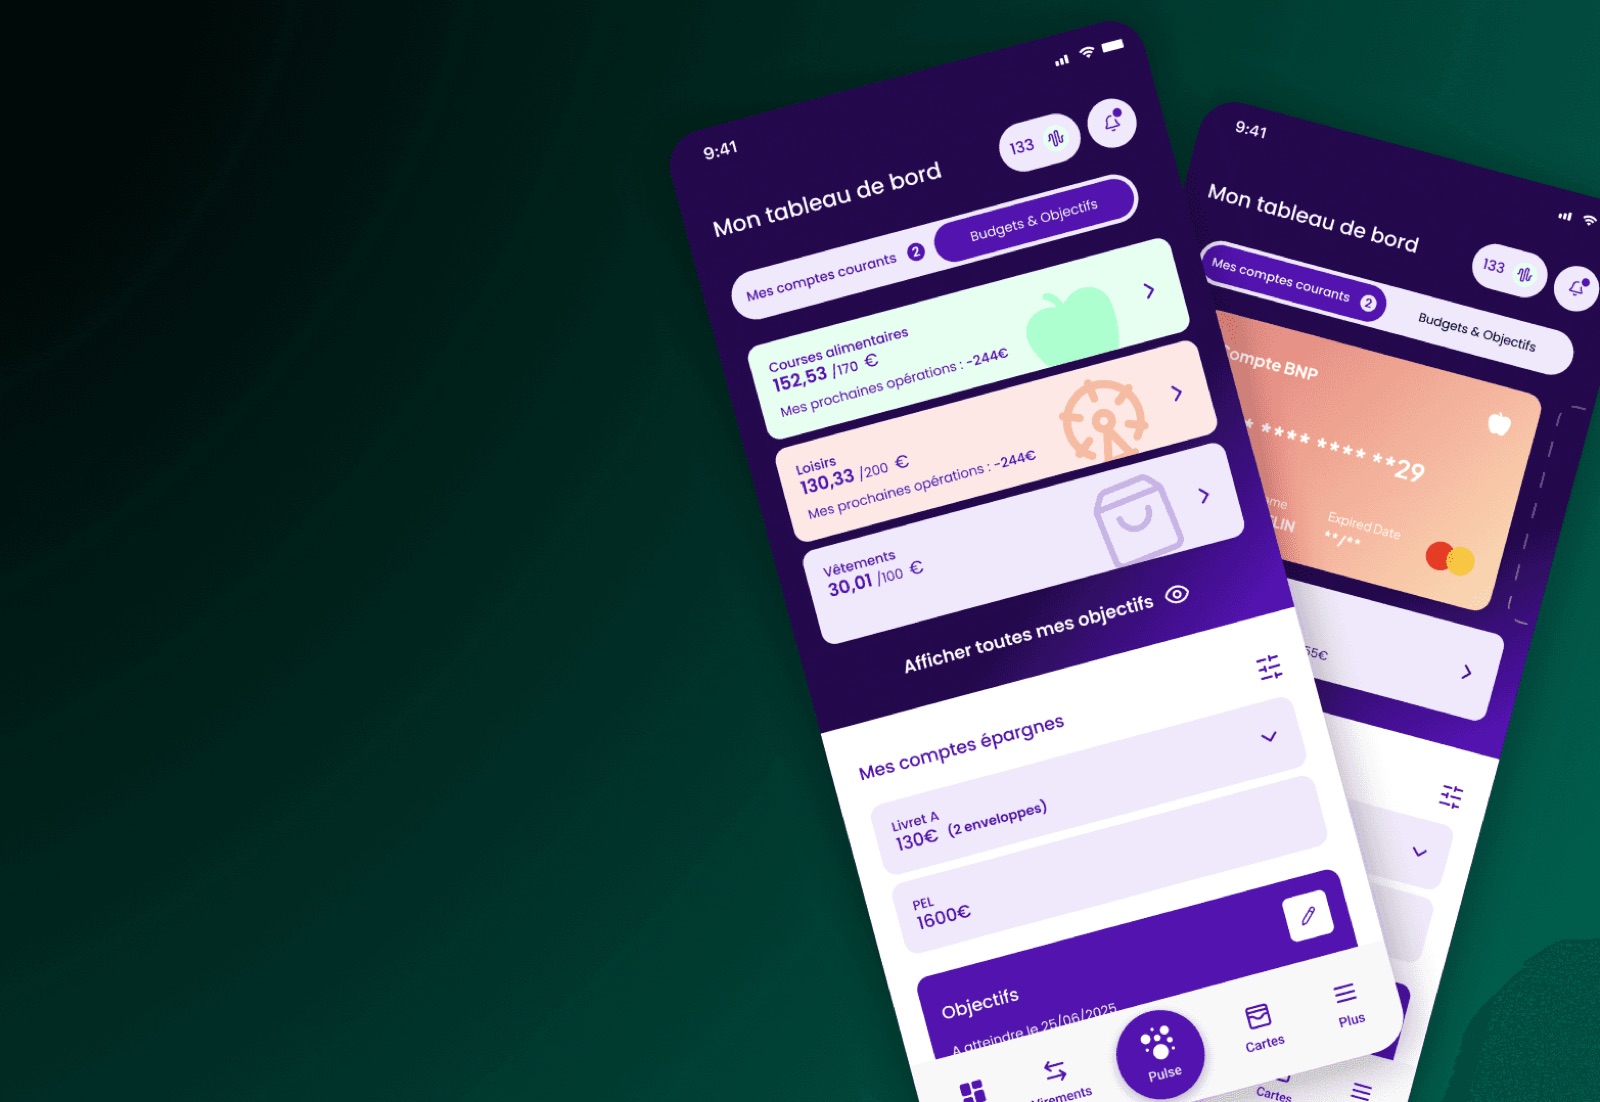 9:41
133
Mon tableau de bord
Mes comptes courants 2
Budgets & Objectifs
Courses alimentaires
152,53 /170 €
Mes prochaines opérations : -244€
Loisirs
130,33 /200 €
Mes prochaines opérations : -244€
Vêtements
30,01 /100 €
Afficher toutes mes objectifs
Mes comptes épargnes
Livret A
130€ (2 enveloppes)
PEL
1600€
Objectifs
A atteindre le 25/06/2025
Virements
Pulse
Cartes
Plus
9:41
Mon tableau de bord
133
Mes comptes courants 2
Budgets & Objectifs
Compte BNP
* **** **** **29
Expired Date
**/**
55€
Cartes